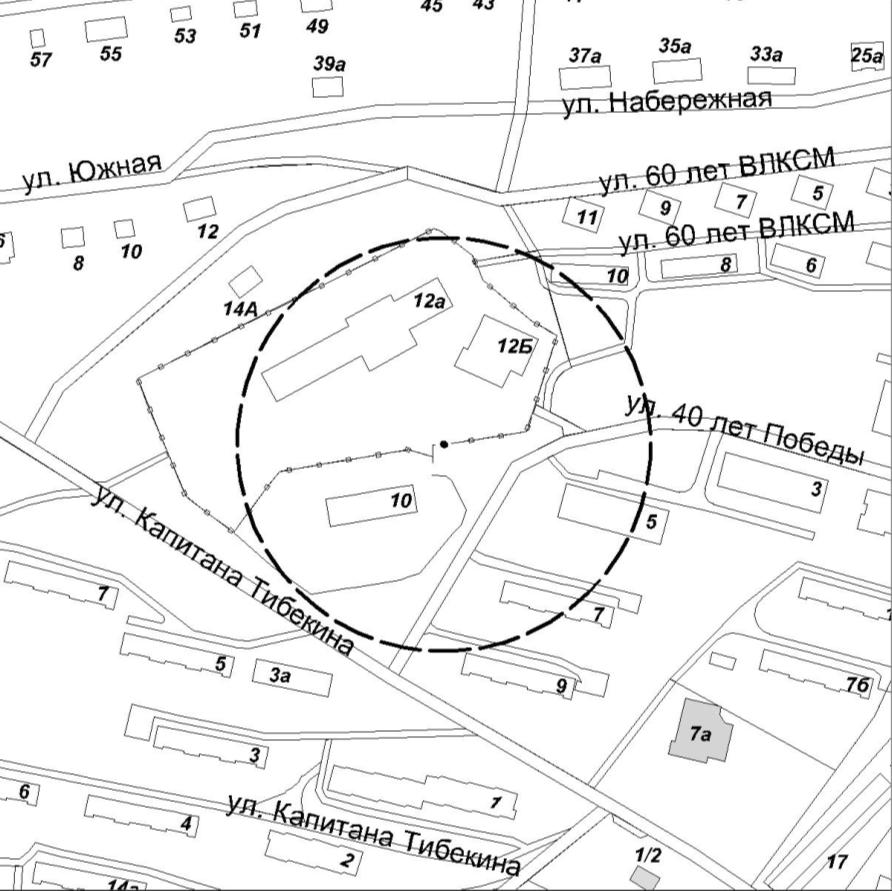 45 43
57 55 53 51 49
39а
37а 35а 33а 25а
ул. Набережная
ул. Южная
ул. 60 лет ВЛКСМ
11 9 7 5
8 10 12
ул. 60 лет ВЛКСМ
10 8 6
14А
12а
12Б
ул. 40 лет Победы
10
3
5
ул. Капитана Тибекина
7
7
5
3а
9
7б
7а
3
1
6
4
ул. Капитана Тибекина
2
1/2
17
14а